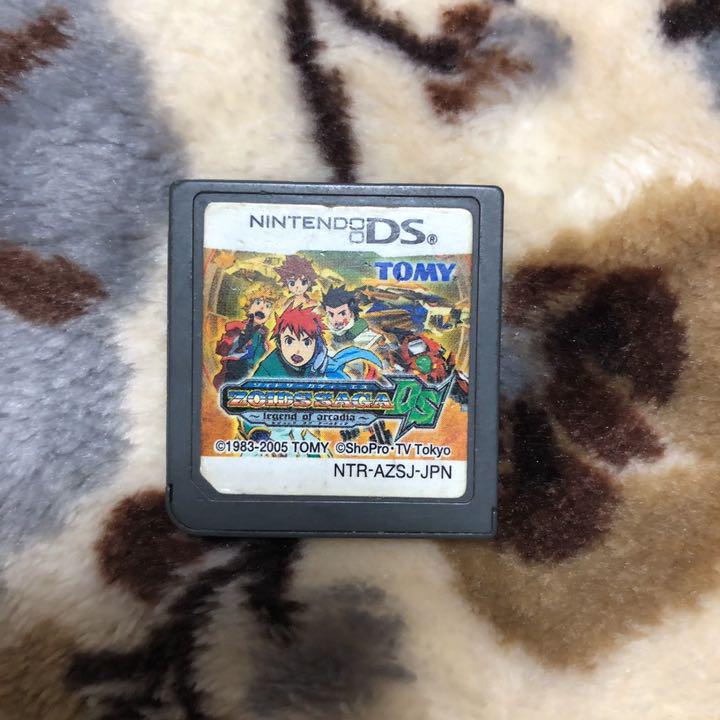 NINTENDO DS®
TOMY
ZOIDS SAGA DS
~legend of arcadia~
©1983-2005 TOMY ©ShoPro・TV Tokyo
NTR-AZSJ-JPN